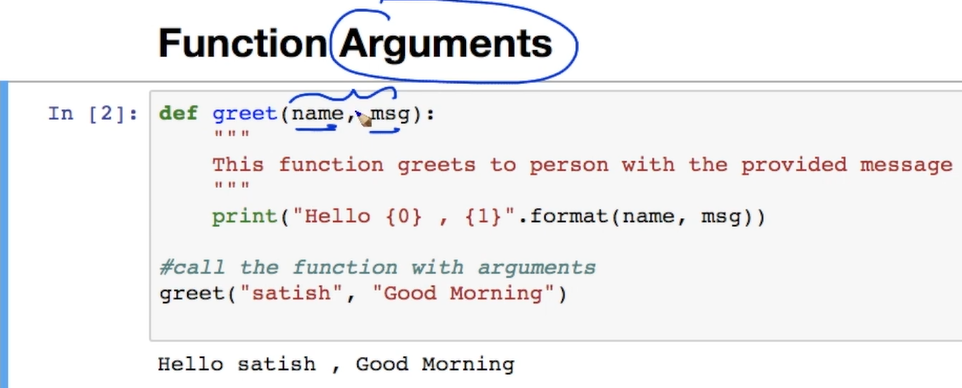 Function Arguments
In [2]: def greet(name, msg):
"""
This function greets to person with the provided message
"""
print("Hello {0} , {1}".format(name, msg))
#call the function with arguments
greet("satish", "Good Morning")
Hello satish , Good Morning